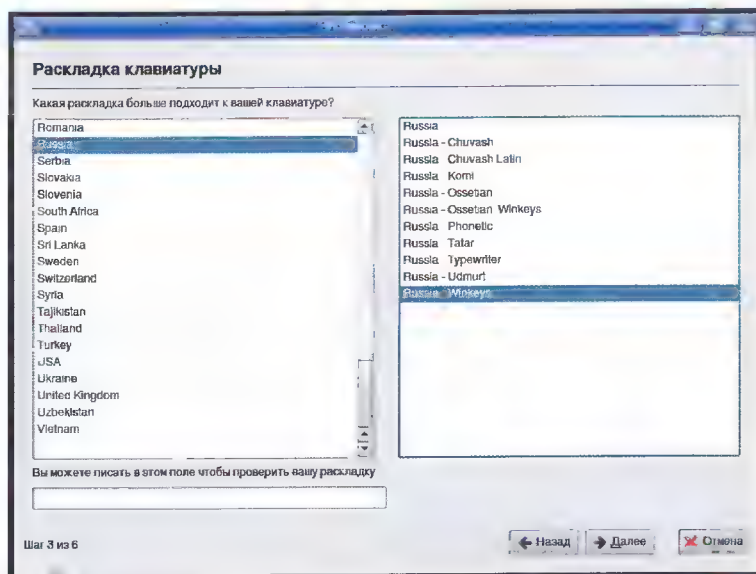 Раскладка клавиатуры
Какая раскладка больше подходит к вашей клавиатуре?
Romania
Russia
Serbia
Slovakia
Slovenia
South Africa
Spain
Sri Lanka
Sweden
Switzerland
Syria
Tajikistan
Thailand
Turkey
USA
Ukraine
United Kingdom
Uzbekistan
Vietnam
Russia
Russia - Chuvash
Russia Chuvash Latin
Russia Komi
Russia - Ossetian
Russia - Ossetian Winkeys
Russia Phonetic
Russia Tatar
Russia Typewriter
Russia - Udmurt
Russia - Winkeys
Вы можете писать в этом поле чтобы проверить вашу раскладку
Шаг 3 из 6
Назад
Далее
Отмена